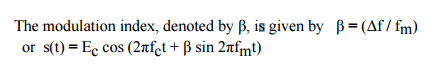 The modulation index, denoted by β, is given by β = (Δf / fm)
or s(t) = Ec cos (2πfct + β sin 2πfmt)